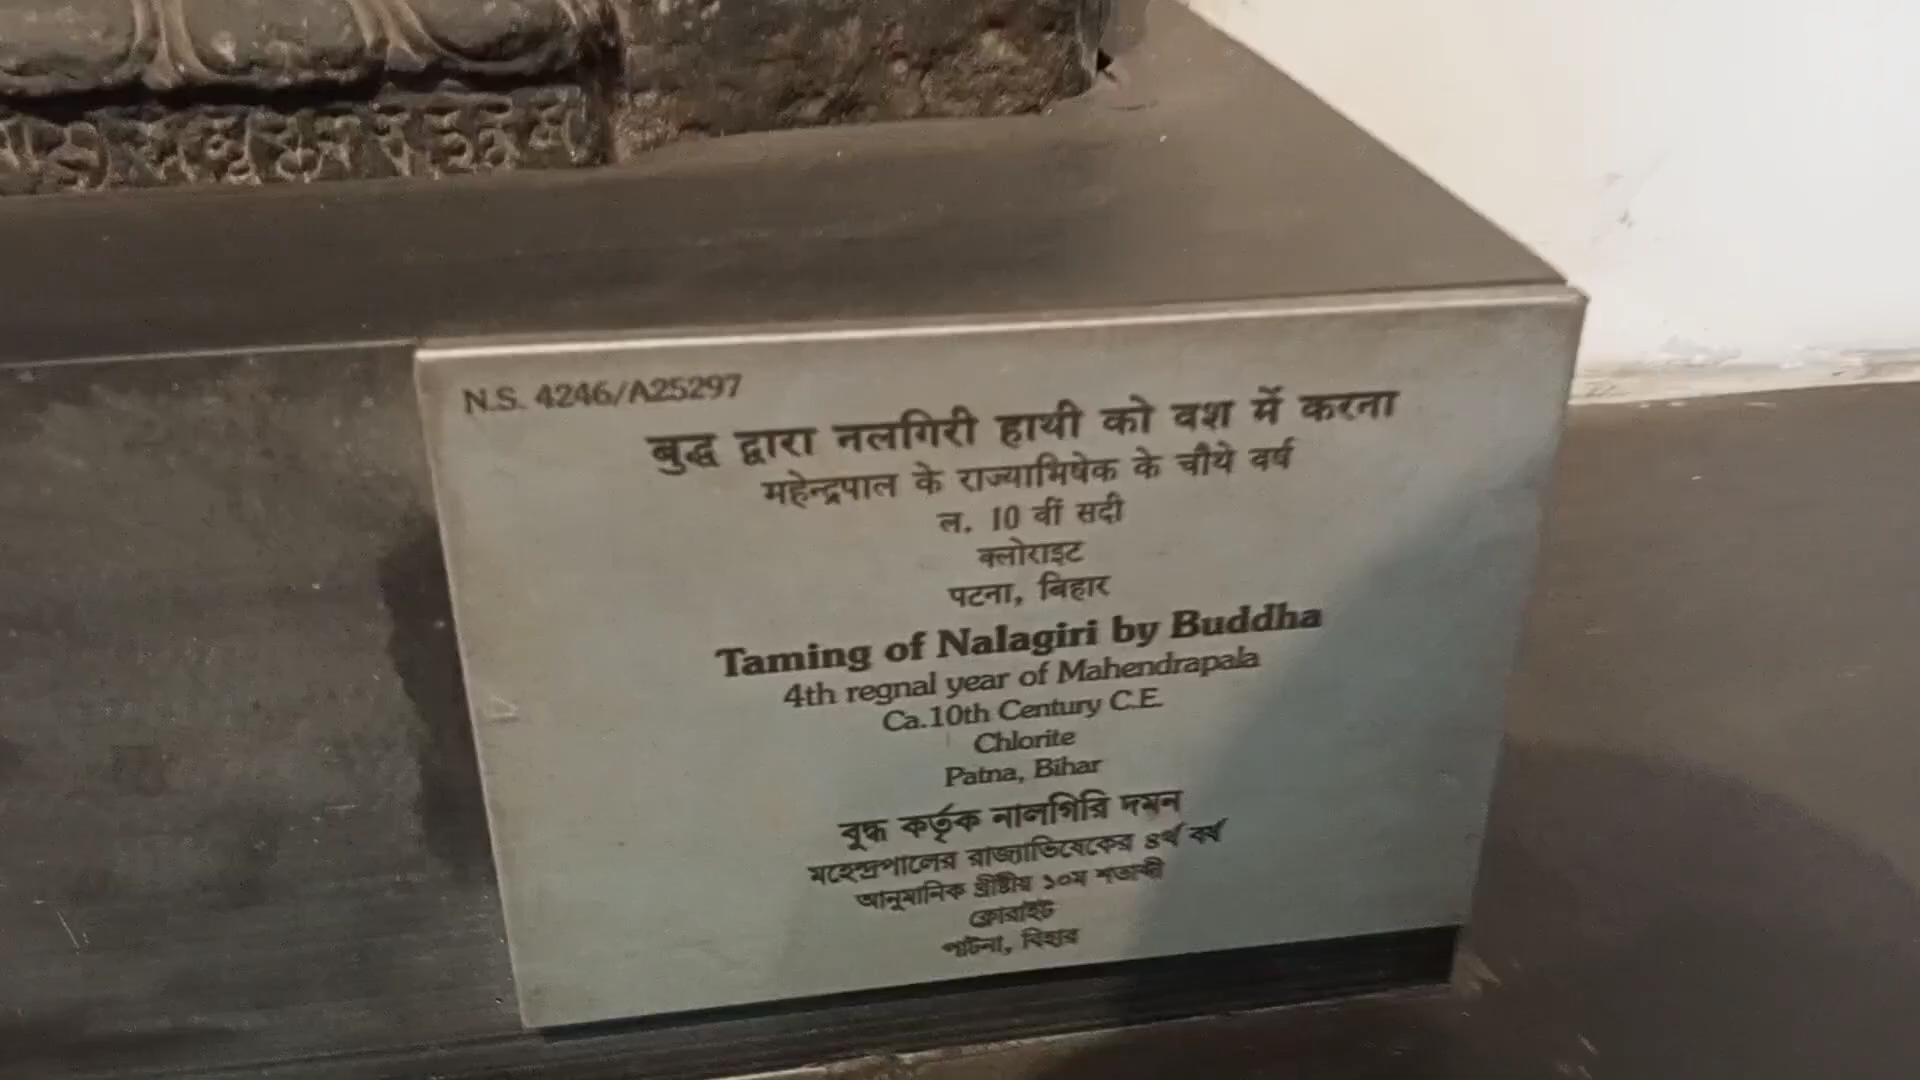 N.S. 4246/A25297
बुद्ध द्वारा नलगिरी हाथी को वश में करना
महेन्द्रपाल के राज्याभिषेक के चौथे वर्ष
ल. 10 वीं सदी
क्लोराइट
पटना, बिहार
Taming of Nalagiri by Buddha
4th regnal year of Mahendrapala
Ca.10th Century C.E.
Chlorite
Patna, Bihar
বুদ্ধ কর্তৃক নালগিরি দমন
মহেন্দ্রপালের রাজ্যাভিষেকের ৪র্থ বর্ষ
আনুমানিক খ্রীষ্টীয় ১০ম শতাব্দী
ক্লোরাইট
পাটনা, বিহার